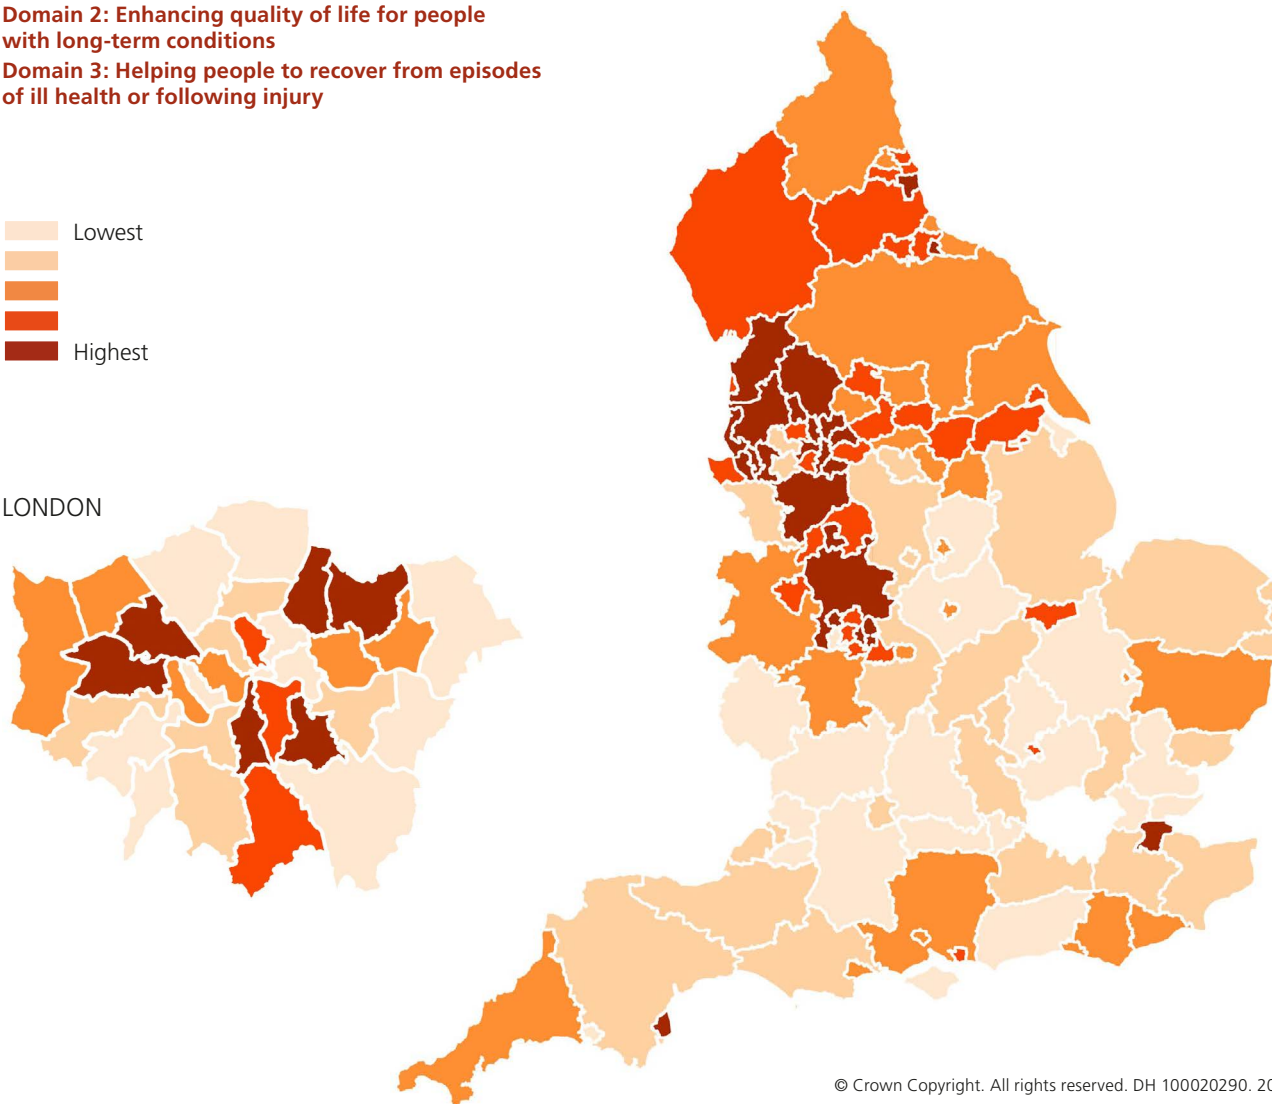 Domain 2: Enhancing quality of life for people
with long-term conditions
Domain 3: Helping people to recover from episodes
of ill health or following injury
Lowest
Highest
LONDON
© Crown Copyright. All rights reserved. DH 100020290. 20